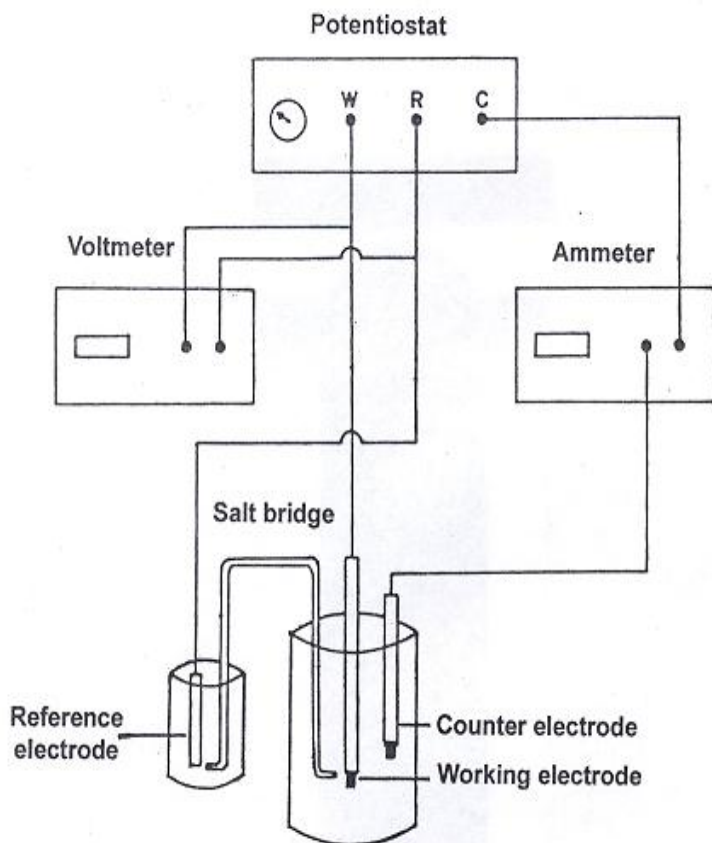 Potentiostat
W R C
Voltmeter
Ammeter
Salt bridge
Reference
electrode
Counter electrode
Working electrode